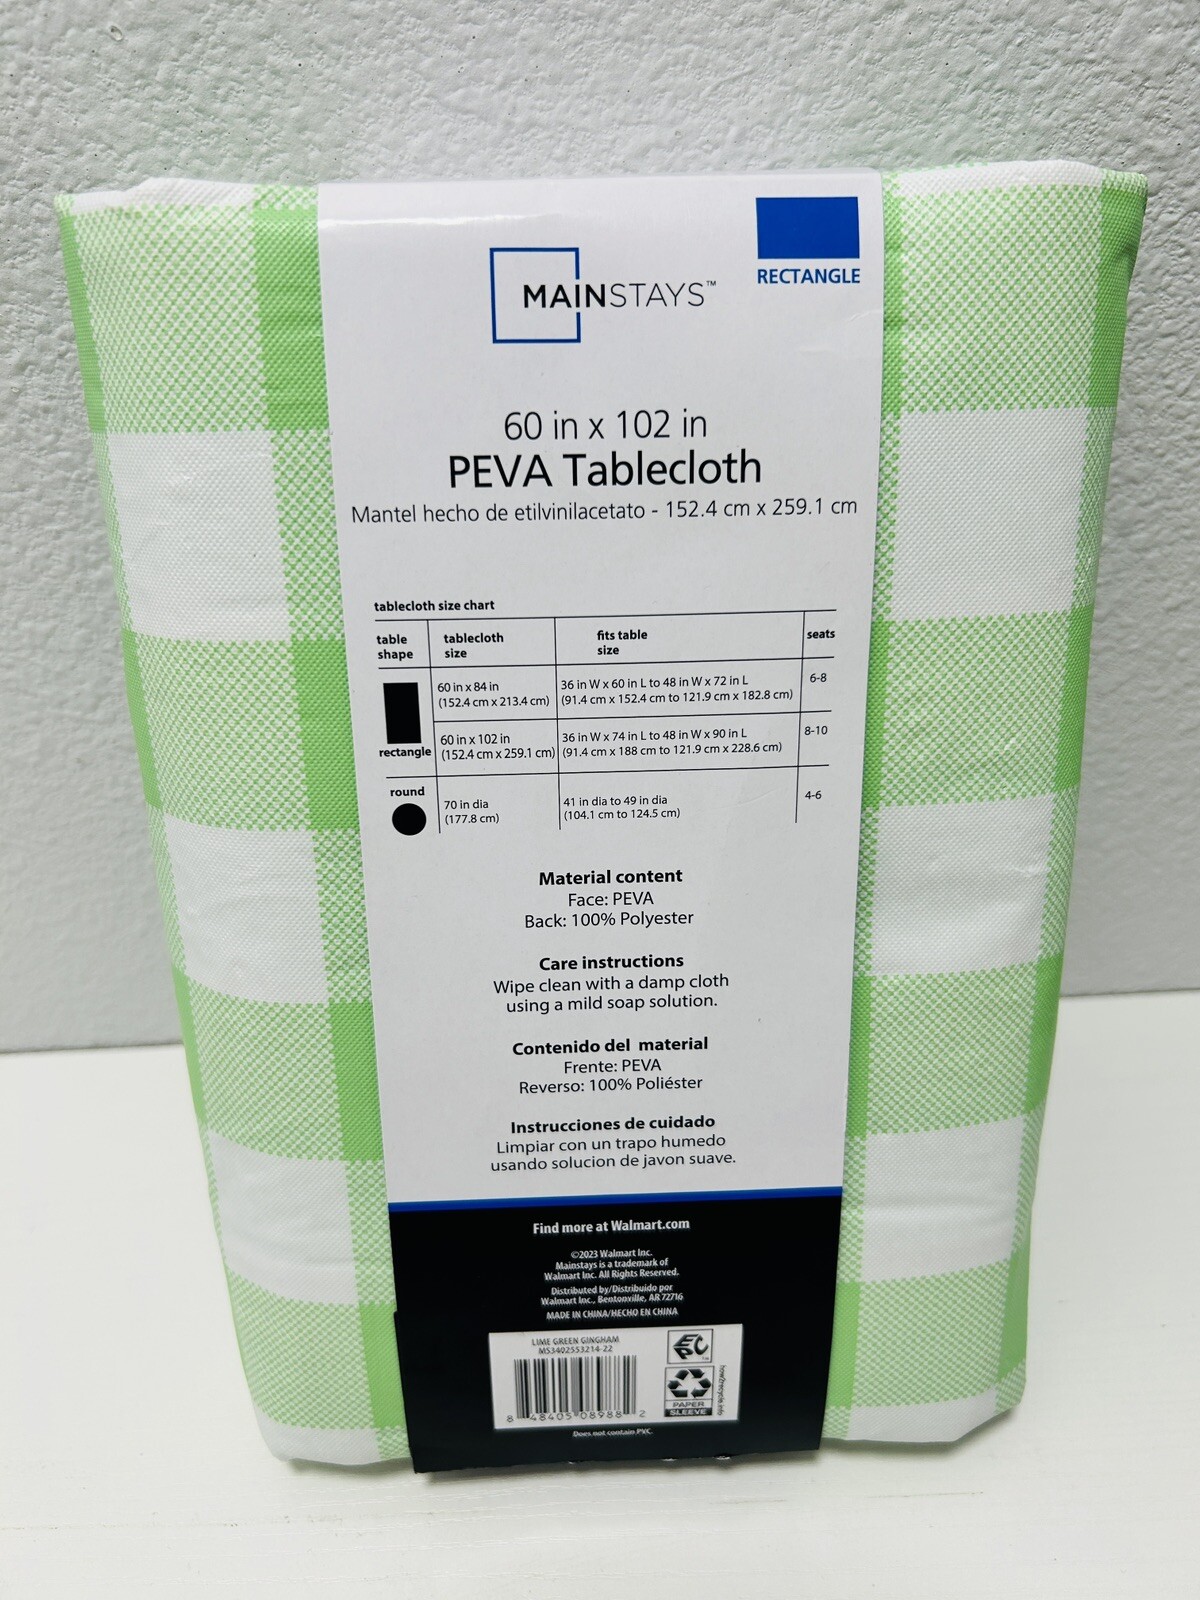 RECTANGLE
MAINSTAYS™
60 in x 102 in
PEVA Tablecloth
Mantel hecho de etilvinilacetato - 152.4 cm x 259.1 cm
tablecloth size chart
table shape tablecloth size fits table size seats
rectangle
60 in x 84 in 36 in W x 60 in L to 48 in W x 72 in L 6-8
(152.4 cm x 213.4 cm) (91.4 cm x 152.4 cm to 121.9 cm x 182.8 cm)
60 in x 102 in 36 in W x 74 in L to 48 in W x 90 in L 8-10
(152.4 cm x 259.1 cm) (91.4 cm x 188 cm to 121.9 cm x 228.6 cm)
round
70 in dia 41 in dia to 49 in dia 4-6
(177.8 cm) (104.1 cm to 124.5 cm)
Material content
Face: PEVA
Back: 100% Polyester
Care instructions
Wipe clean with a damp cloth
using a mild soap solution.
Contenido del material
Frente: PEVA
Reverso: 100% Poliéster
Instrucciones de cuidado
Limpiar con un trapo humedo
usando solucion de javon suave.
Find more at Walmart.com
©2023 Walmart Inc.
Mainstays is a trademark of
Walmart Inc. All Rights Reserved.
Distributed by/Distribuido por
Walmart Inc., Bentonville, AR 72716
MADE IN CHINA/HECHO EN CHINA
LIME GREEN GINGHAM
MS3402553214-22
8 48405 08988 2
EPC™
PAPER
SLEEVE
how2recycle.info
Does not contain PVC.